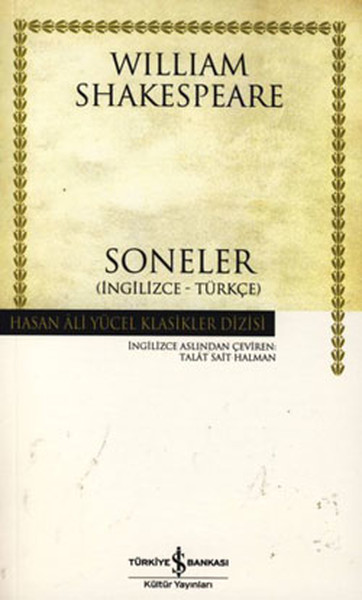 WILLIAM
SHAKESPEARE
SONELER
(İNGİLİZCE - TÜRKÇE)
HASAN ÂLİ YÜCEL KLASİKLER DİZİSİ
İNGİLİZCE ASLINDAN ÇEVİREN:
TALÂT SAİT HALMAN
TÜRKİYE İŞ BANKASI
Kültür Yayınları